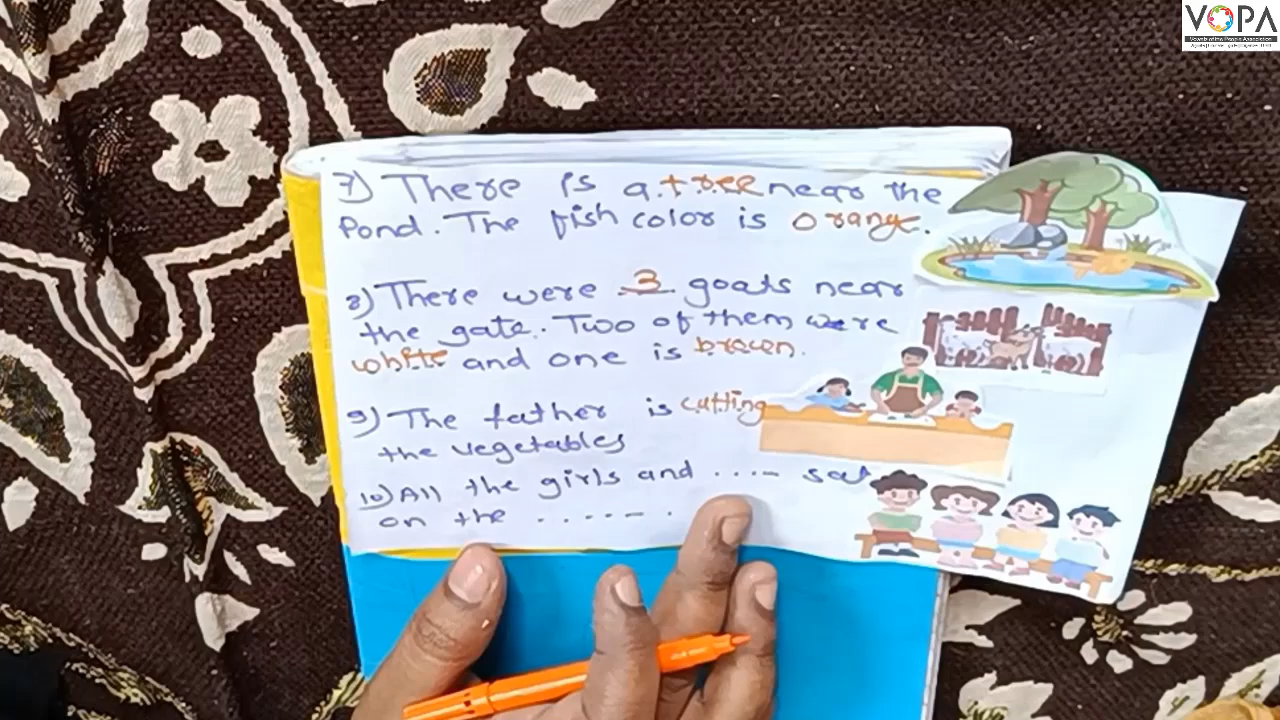 VOPA
7) There is a tree near the
Pond. The fish color is orange.
8) There were 3 goats near
the gate. Two of them were
white and one is brown.
9) The father is cutting
the vegetables
10) All the girls and ..... sat
on the ...... .